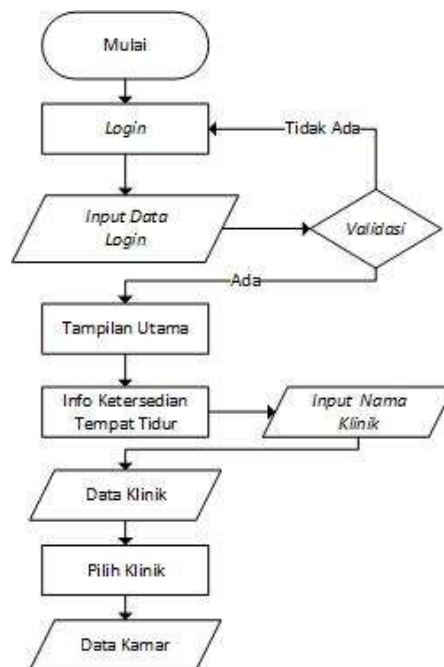 Mulai
Login
Tidak Ada
Input Data
Login
Validasi
Ada
Tampilan Utama
Info Ketersedian
Tempat Tidur
Input Nama
Klinik
Data Klinik
Pilih Klinik
Data Kamar